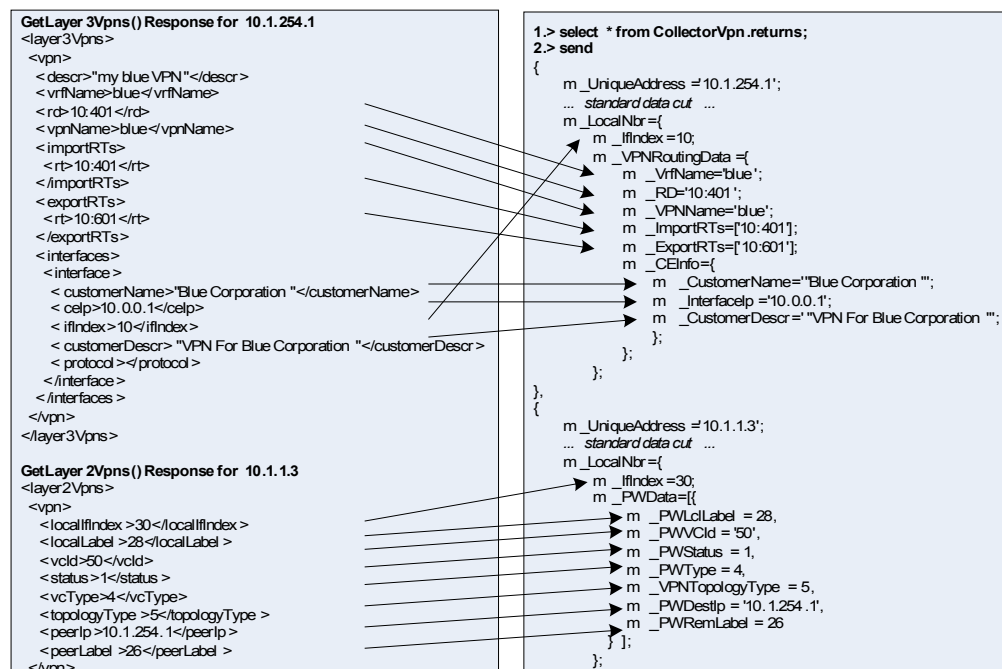 GetLayer 3Vpns() Response for 10.1.254.1
<layer3Vpns>
<vpn>
<descr>"my blue VPN"</descr>
<vrfName>blue</vrfName>
<rd>10:401</rd>
<vpnName>blue</vpnName>
<importRTs>
<rt>10:401</rt>
</importRTs>
<exportRTs>
<rt>10:601</rt>
</exportRTs>
<interfaces>
<interface>
<customerName>"Blue Corporation "</customerName>
<ceIp>10.0.0.1</ceIp>
<ifIndex>10</ifIndex>
<customerDescr> "VPN For Blue Corporation "</customerDescr>
<protocol></protocol>
</interface>
</interfaces>
</vpn>
</layer3Vpns>
GetLayer 2Vpns() Response for 10.1.1.3
<layer2Vpns>
<vpn>
<localIfIndex>30</localIfIndex>
<localLabel>28</localLabel>
<vcId>50</vcId>
<status>1</status>
<vcType>4</vcType>
<topologyType>5</topologyType>
<peerIp>10.1.254.1</peerIp>
<peerLabel>26</peerLabel>
</vpn>
1.> select * from CollectorVpn.returns;
2.> send
{
m_UniqueAddress='10.1.254.1';
... standard data cut ...
m_LocalNbr={
m_IfIndex=10;
m_VPNRoutingData={
m_VrfName='blue';
m_RD='10:401';
m_VPNName='blue';
m_ImportRTs=['10:401'];
m_ExportRTs=['10:601'];
m_CEInfo={
m_CustomerName='"Blue Corporation "';
m_InterfaceIp='10.0.0.1';
m_CustomerDescr=' "VPN For Blue Corporation "';
};
};
};
},
{
m_UniqueAddress='10.1.1.3';
... standard data cut ...
m_LocalNbr={
m_IfIndex=30;
m_PWData=[{
m_PWLclLabel = 28,
m_PWVCId = '50',
m_PWStatus = 1,
m_PWType = 4,
m_VPNTopologyType = 5,
m_PWDestIp = '10.1.254.1',
m_PWRemLabel = 26
} ];
};